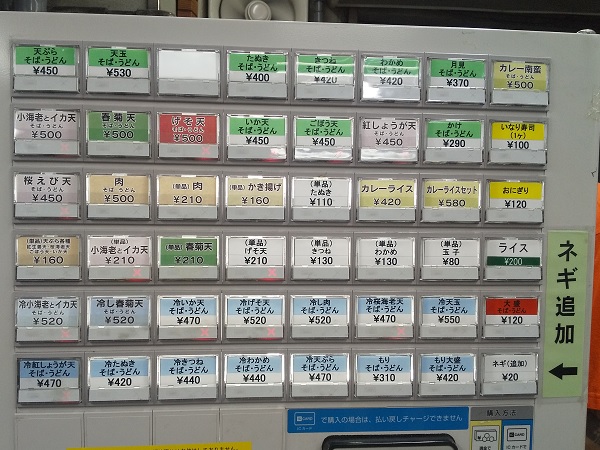 天ぷら
そば・うどん
¥450
天玉
そば・うどん
¥530
たぬき
そば・うどん
¥400
きつね
そば・うどん
¥420
わかめ
そば・うどん
¥420
月見
そば・うどん
¥370
カレー南蛮
そば・うどん
¥500
小海老とイカ天
そば・うどん
¥500
春菊天
そば・うどん
¥500
げそ天
そば・うどん
¥500
いか天
そば・うどん
¥450
ごぼう天
そば・うどん
¥450
紅しょうが天
そば・うどん
¥450
かけ
そば・うどん
¥290
いなり寿司
(1ヶ)
¥100
桜えび天
そば・うどん
¥450
肉
そば・うどん
¥500
(単品)肉
¥210
(単品)かき揚げ
¥160
(単品)
たぬき
¥110
カレーライス
¥420
カレーライスセット
¥580
おにぎり
¥120
(単品)天ぷら各種
¥160
(単品)
小海老とイカ天
¥210
(単品)春菊天
¥210
(単品)
げそ天
¥210
(単品)
きつね
¥130
(単品)
わかめ
¥130
(単品)
玉子
¥80
ライス
¥200
冷小海老とイカ天
そば・うどん
¥520
冷し春菊天
そば・うどん
¥520
冷いか天
そば・うどん
¥470
冷げそ天
そば・うどん
¥520
冷し肉
そば・うどん
¥520
冷桜海老天
そば・うどん
¥470
冷天玉
そば・うどん
¥550
大盛
そば・うどん
¥120
冷紅しょうが天
そば・うどん
¥470
冷たぬき
そば・うどん
¥420
冷きつね
そば・うどん
¥440
冷わかめ
そば・うどん
¥440
冷天ぷら
そば・うどん
¥470
もり
そば・うどん
¥310
もり大盛
そば・うどん
¥420
ネギ(追加)
¥20
ネギ追加
←
で購入の場合は、払い戻しチャージできません
購入方法